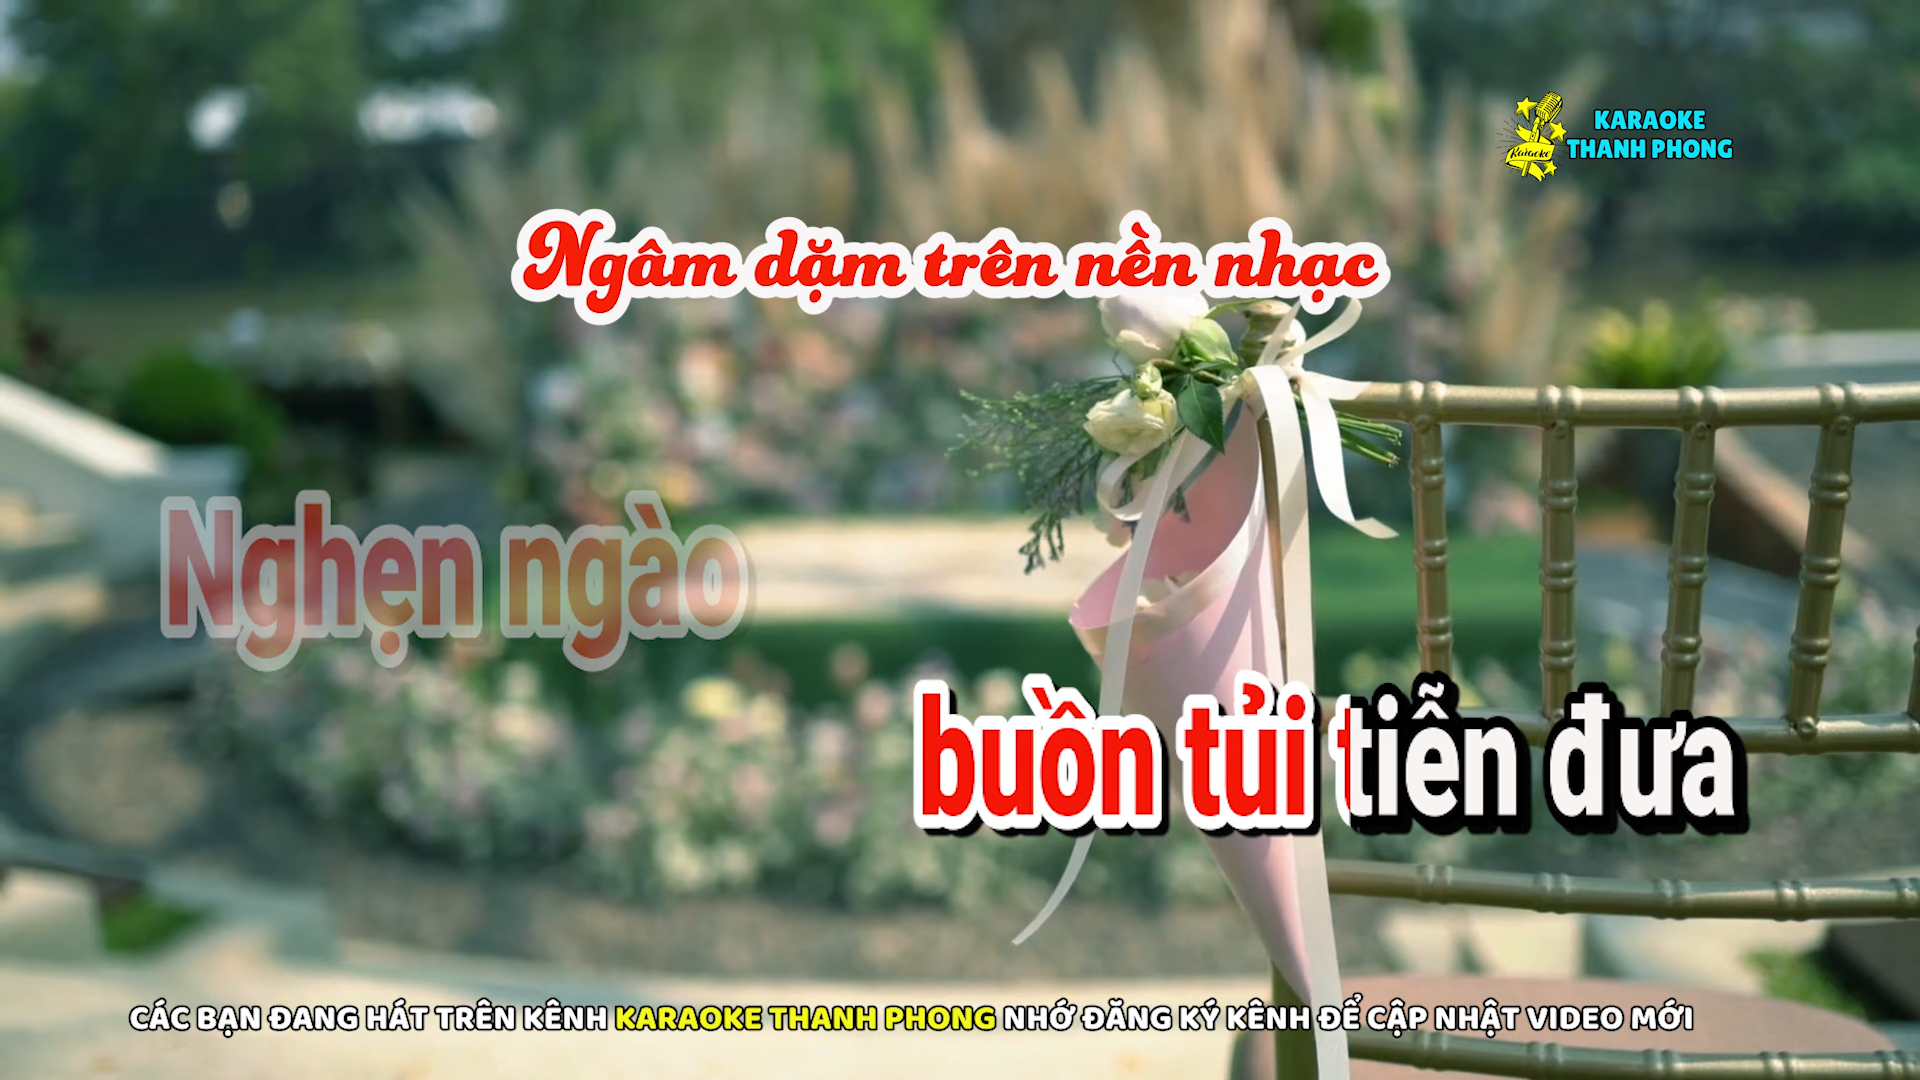 KARAOKE
THANH PHONG
Karaoke
Ngâm dặm trên nền nhạc
Nghẹn ngào
buồn tủi tiễn đưa
CÁC BẠN ĐANG HÁT TRÊN KÊNH KARAOKE THANH PHONG NHỚ ĐĂNG KÝ KÊNH ĐỂ CẬP NHẬT VIDEO MỚI